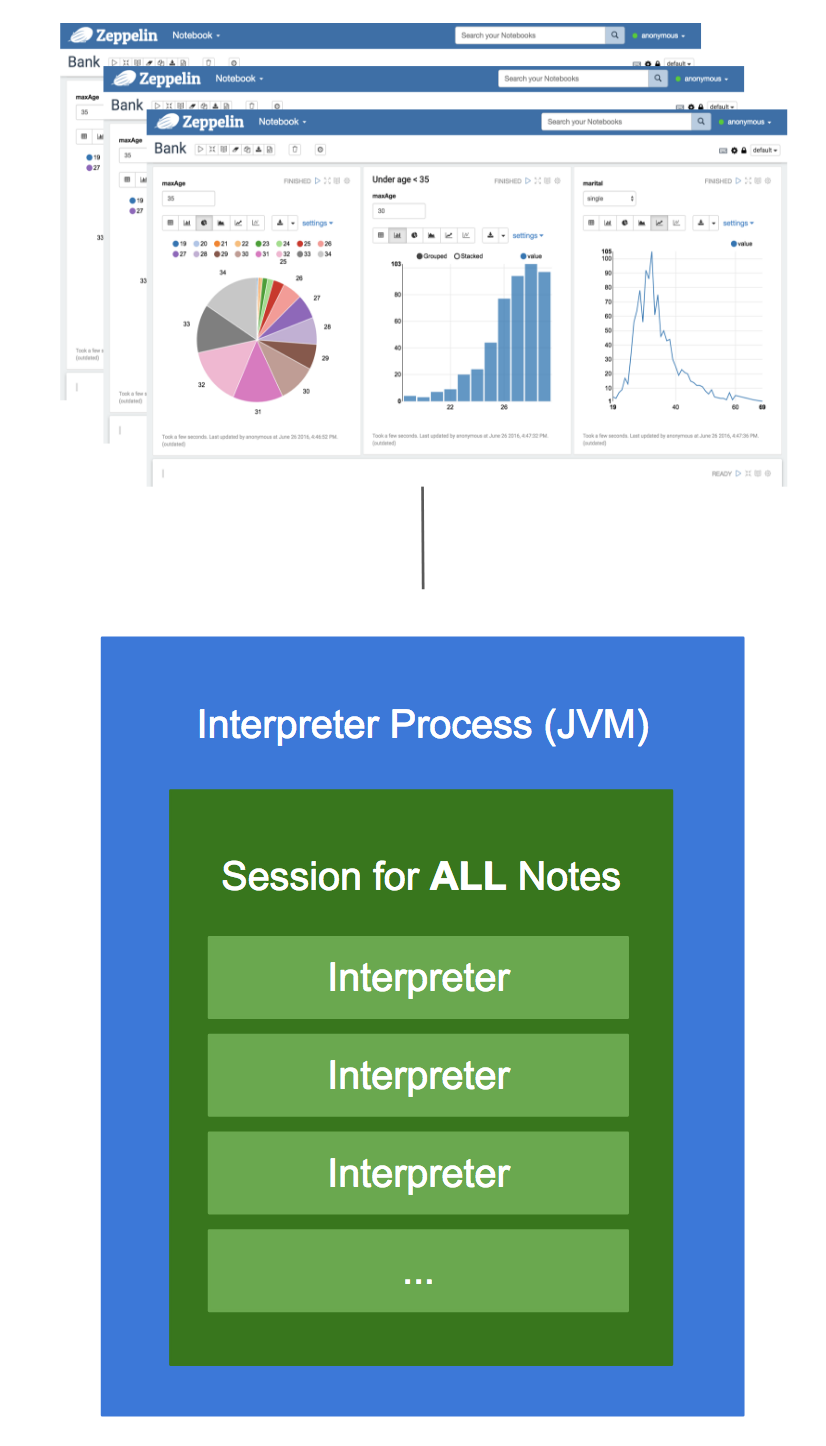 Zeppelin Notebook Search your Notebooks anonymous
Bank default
maxAge
35
19
27
33
Took a few s
(outdated)
Zeppelin Notebook Search your Notebooks anonymous
Bank default
maxAge
35
19
27
33
Took a few s
(outdated)
Zeppelin Notebook Search your Notebooks anonymous
Bank default
maxAge FINISHED
35
settings
19 20 21 22 23 24 25 26
27 28 29 30 31 32 33 34
25
26
27
28
29
30
31
32
33
34
Took a few seconds. Last updated by anonymous at June 26 2016, 4:46:52 PM.
(outdated)
Under age < 35 FINISHED
maxAge
30
settings
Grouped Stacked value
103
80
60
40
20
0
22 26
Took a few seconds. Last updated by anonymous at June 26 2016, 4:47:52 PM.
(outdated)
marital FINISHED
single
settings
value
105
100
90
80
70
60
50
40
30
20
10
1
19 40 60 69
Took a few seconds. Last updated by anonymous at June 26 2016, 4:47:36 PM.
(outdated)
READY
Interpreter Process (JVM)
Session for ALL Notes
Interpreter
Interpreter
Interpreter
...